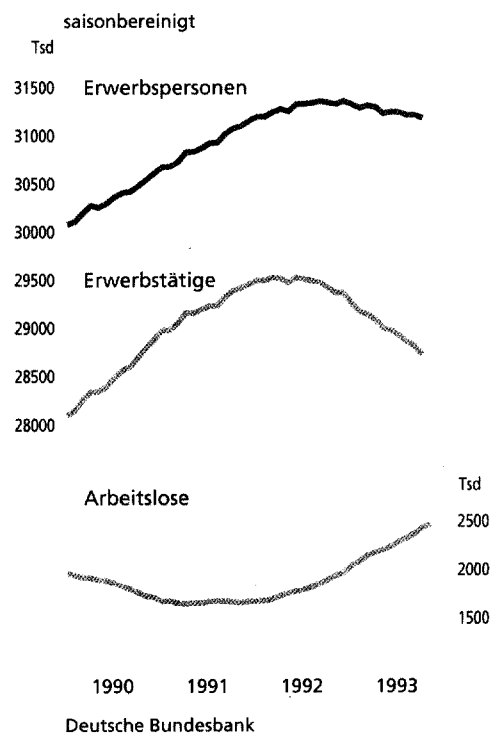 saisonbereinigt
Tsd
31500
Erwerbspersonen
31000
30500
30000
29500
Erwerbstätige
29000
28500
28000
Arbeitslose
Tsd
2500
2000
1500
1990 1991 1992 1993
Deutsche Bundesbank